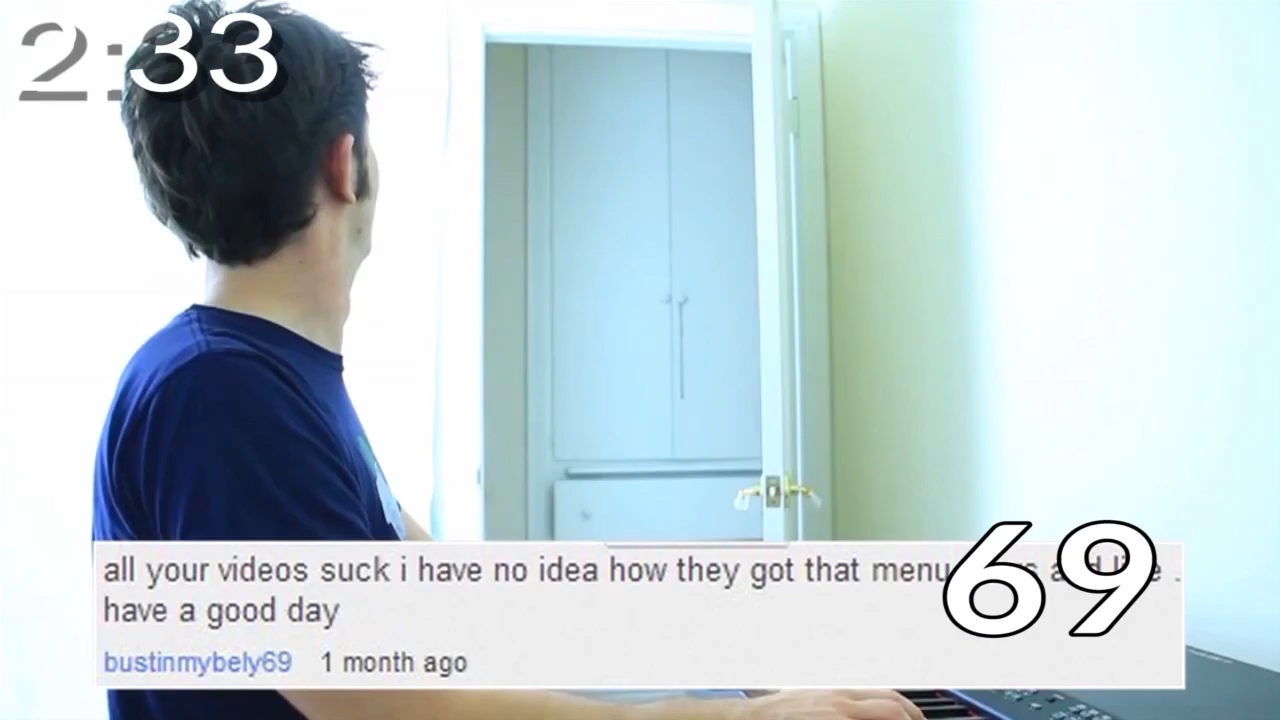 2:33
all your videos suck i have no idea how they got that menu
have a good day
bustinmybely69 1 month ago
69